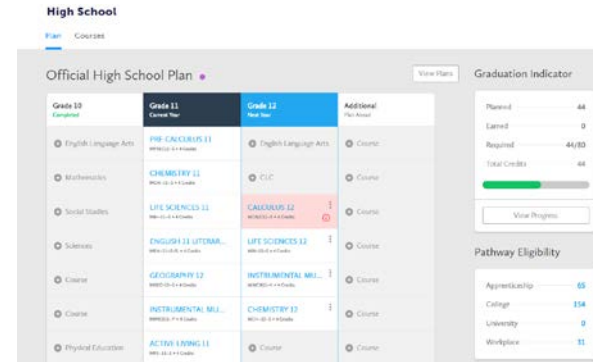 High School
Plan Courses
Official High School Plan
View Plans
Graduation Indicator
Grade 10
Completed
Grade 11
Current Year
Grade 12
Next Year
Additional
Plan Ahead
English Language Arts
PRE-CALCULUS 11
English Language Arts
Course
Mathematics
CHEMISTRY 11
CLC
Course
Social Studies
LIFE SCIENCES 11
CALCULUS 12
Course
Sciences
ENGLISH 11 LITERAR...
LIFE SCIENCES 12
Course
Course
GEOGRAPHY 12
INSTRUMENTAL MU...
Course
Course
INSTRUMENTAL MU...
CHEMISTRY 12
Course
Physical Education
ACTIVE LIVING 11
Course
Course
Planned 44
Earned 0
Required 44/80
Total Credits 44
View Progress
Pathway Eligibility
Apprenticeship 65
College 154
University 0
Workplace 31